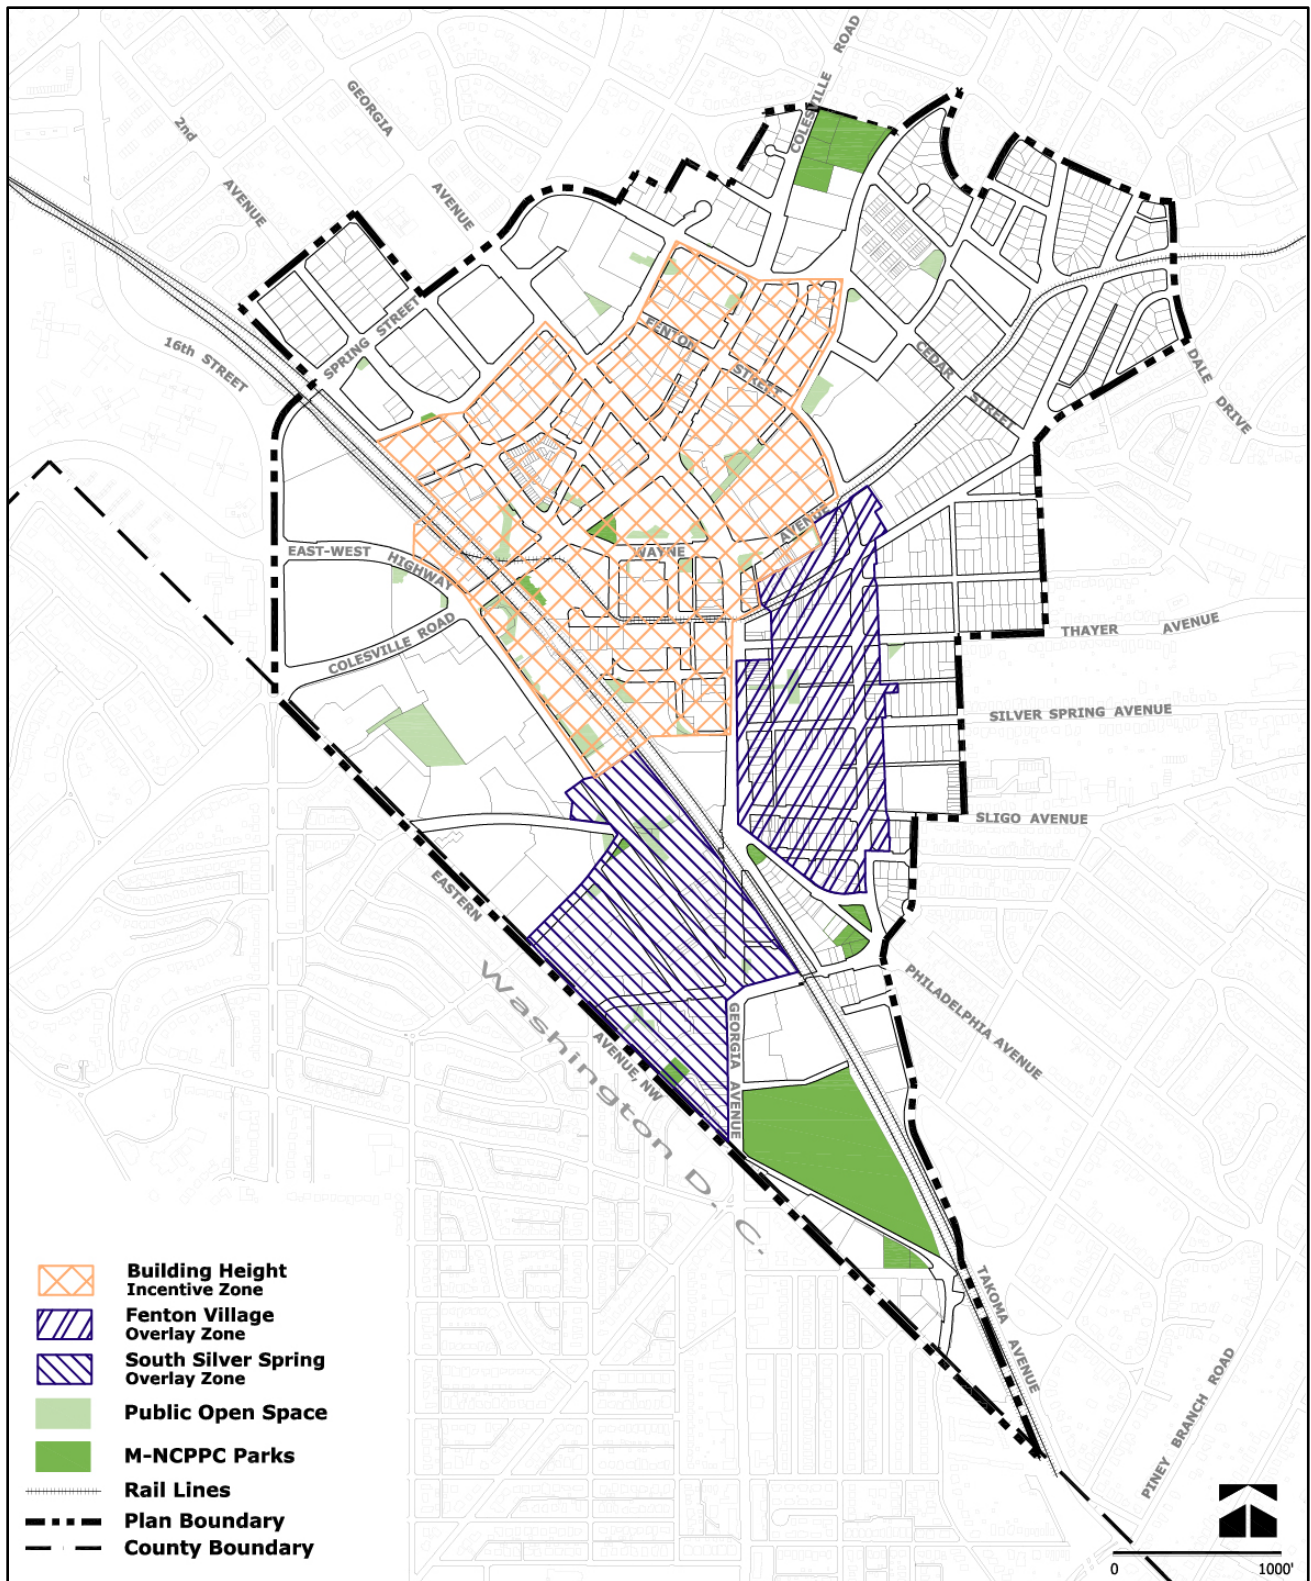 COLESVILLE ROAD
GEORGIA
AVENUE
2nd
AVENUE
SPRING STREET
16th STREET
FENTON
STREET
CEDAR
STREET
DALE DRIVE
EAST-WEST
HIGHWAY
WAYNE
AVENUE
COLESVILLE ROAD
THAYER AVENUE
SILVER SPRING AVENUE
SLIGO AVENUE
EASTERN
AVENUE, NW
Washington D. C.
GEORGIA AVENUE
PHILADELPHIA AVENUE
TAKOMA AVENUE
PINEY BRANCH ROAD
Building Height
Incentive Zone
Fenton Village
Overlay Zone
South Silver Spring
Overlay Zone
Public Open Space
M-NCPPC Parks
Rail Lines
Plan Boundary
County Boundary
0 1000'